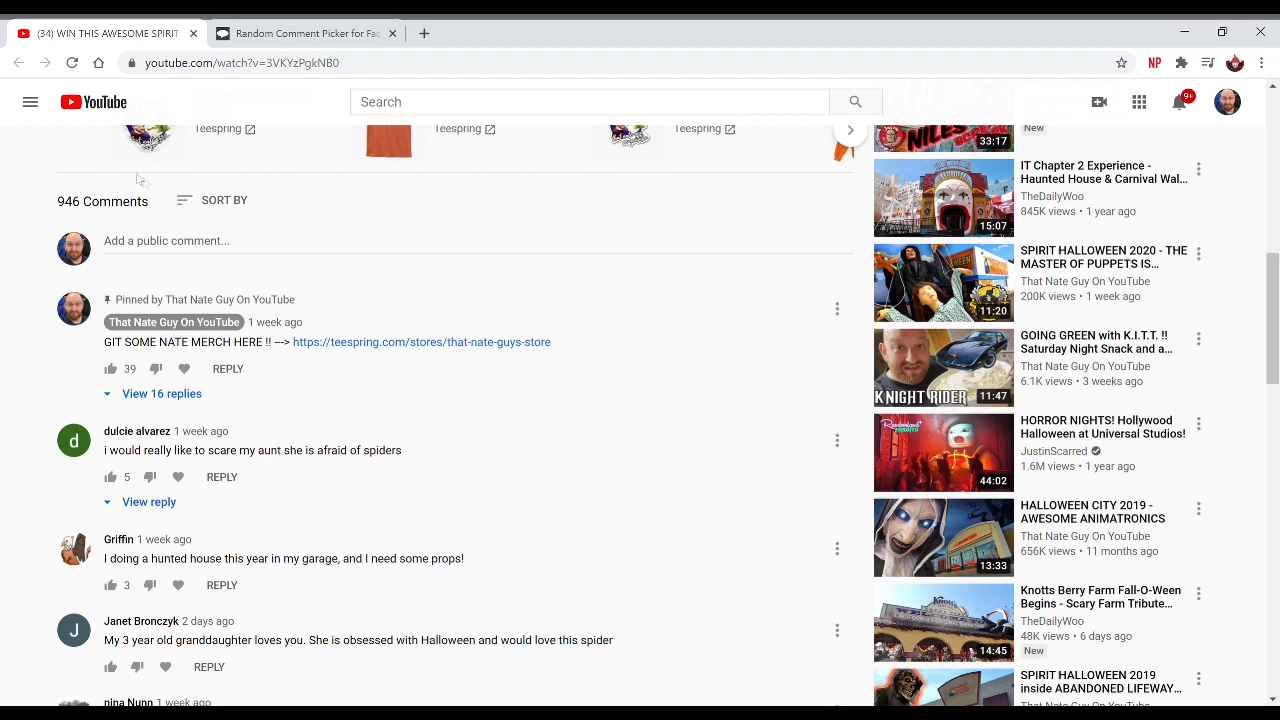 (34) WIN THIS AWESOME SPIRIT
Random Comment Picker for Fac
youtube.com/watch?v=3VKYzPgkNB0
NP
YouTube
Search
9+
Teespring
Teespring
Teespring
946 Comments
SORT BY
Add a public comment...
Pinned by That Nate Guy On YouTube
That Nate Guy On YouTube 1 week ago
GIT SOME NATE MERCH HERE !! ---> https://teespring.com/stores/that-nate-guys-store
39 REPLY
View 16 replies
d
dulcie alvarez 1 week ago
i would really like to scare my aunt she is afraid of spiders
5 REPLY
View reply
Griffin 1 week ago
I doing a hunted house this year in my garage, and I need some props!
3 REPLY
J
Janet Bronczyk 2 days ago
My 3 year old granddaughter loves you. She is obsessed with Halloween and would love this spider
REPLY
nina Nunn 1 week ago
NILES
33:17
New
15:07
IT Chapter 2 Experience -
Haunted House & Carnival Wal...
TheDailyWoo
845K views • 1 year ago
11:20
SPIRIT HALLOWEEN 2020 - THE
MASTER OF PUPPETS IS...
That Nate Guy On YouTube
200K views • 1 week ago
KNIGHT RIDER
11:47
GOING GREEN with K.I.T.T. !!
Saturday Night Snack and a...
That Nate Guy On YouTube
6.1K views • 3 weeks ago
44:02
HORROR NIGHTS! Hollywood
Halloween at Universal Studios!
JustinScarred
1.6M views • 1 year ago
13:33
HALLOWEEN CITY 2019 -
AWESOME ANIMATRONICS
That Nate Guy On YouTube
656K views • 11 months ago
14:45
Knotts Berry Farm Fall-O-Ween
Begins - Scary Farm Tribute...
TheDailyWoo
48K views • 6 days ago
New
SPIRIT HALLOWEEN 2019
inside ABANDONED LIFEWAY...
That Nate Guy On YouTube